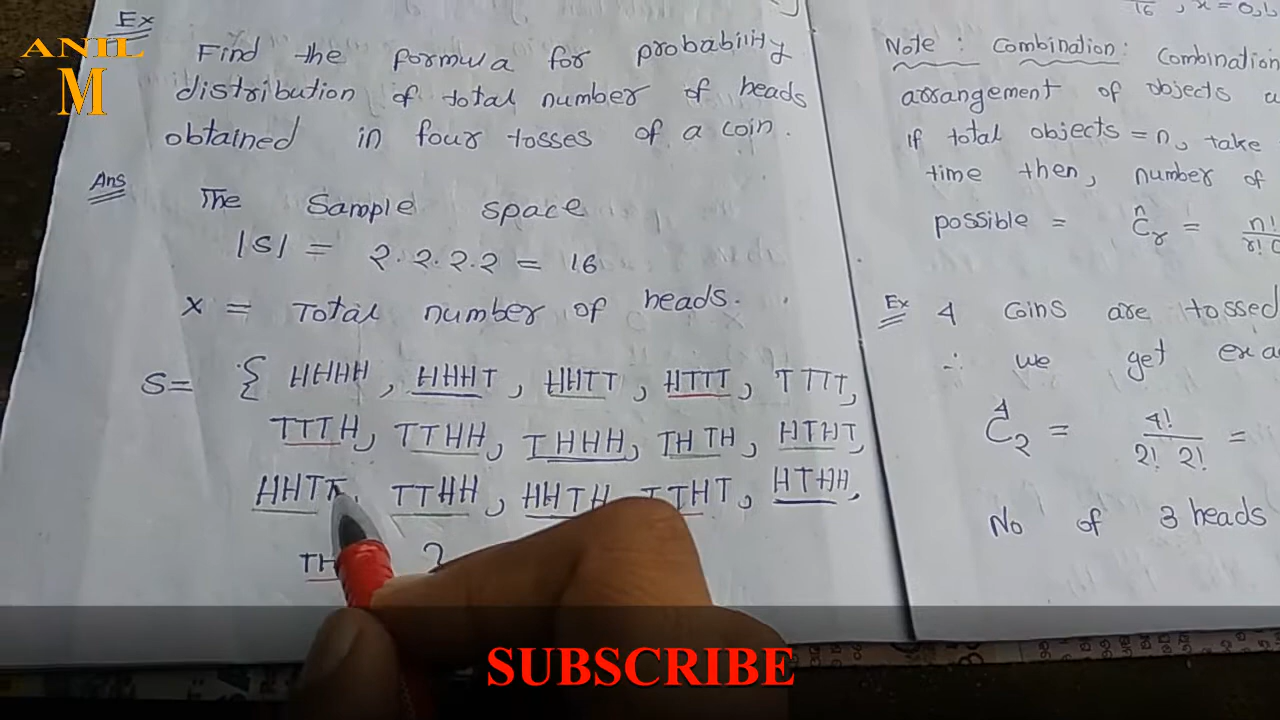 ANIL
M
Ex
Find the formula for probability
distribution of total number of heads
obtained in four tosses of a coin.
Ans
The Sample space
|S| = 2.2.2.2 = 16
X = Total number of heads.
S= { HHHH, HHHT, HHTT, HTTT, TTTT,
TTTH, TTHH, THHH, THTH, HTHT,
HHTT, TTHH, HHTH, TTHT, HTHH,
TH }
16 , x = 0,
Note : Combination : Combination
arrangement of objects
If total objects = n, take
time then, number of
possible = nCr = n!
r!
Ex 4 coins are tossed
∴ we get exa
4C2 = 4! =
2! 2!
No of 3 heads
SUBSCRIBE